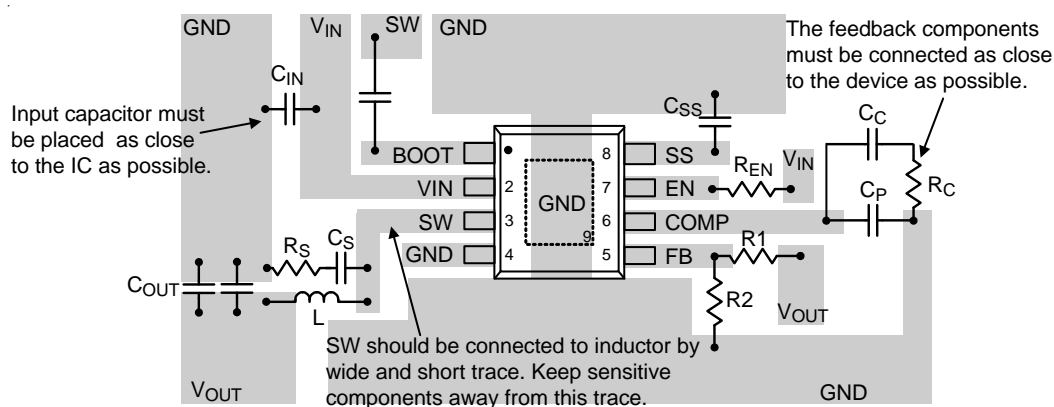 GND
VIN
SW
GND
The feedback components
must be connected as close
to the device as possible.
CIN
Input capacitor must
be placed as close
to the IC as possible.
CSS
CC
BOOT
8
SS
REN
VIN
RC
VIN
2
GND
7
EN
CP
SW
3
6
COMP
9
GND
4
5
FB
R1
RS
CS
COUT
R2
VOUT
L
SW should be connected to inductor by
wide and short trace. Keep sensitive
components away from this trace.
VOUT
GND